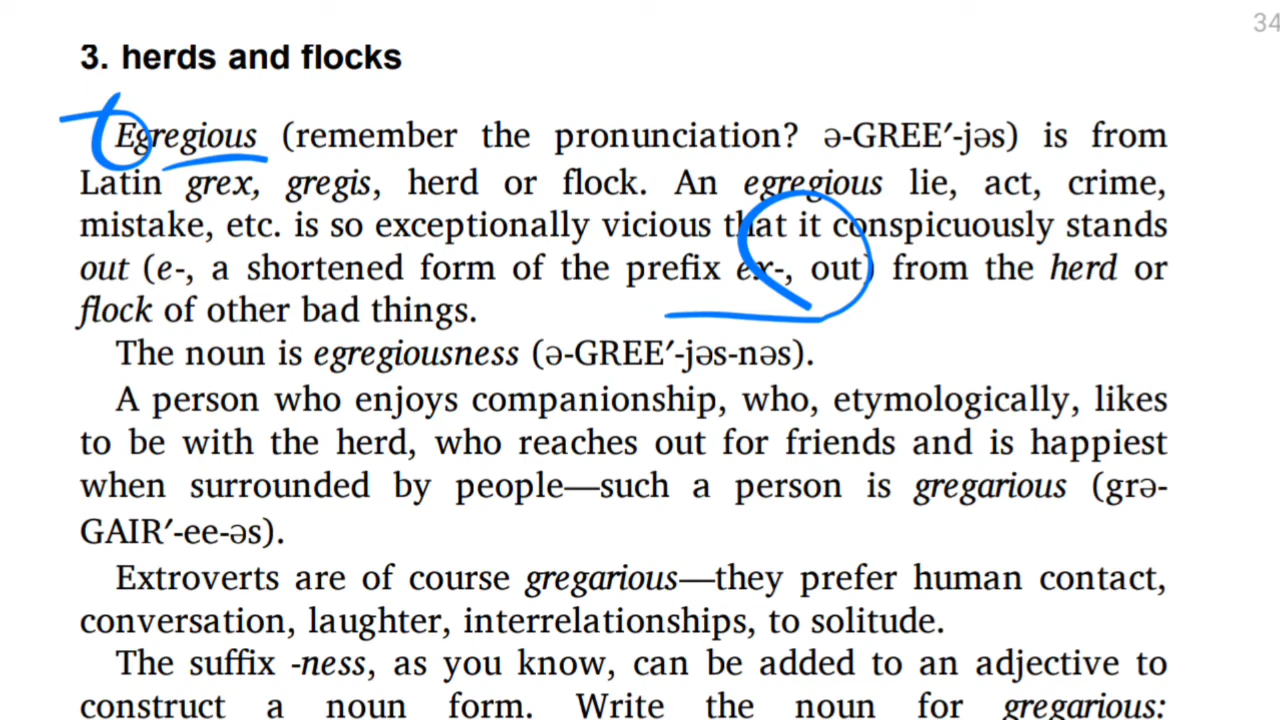 34
3. herds and flocks
Egregious (remember the pronunciation? ə-GREE′-jəs) is from
Latin grex, gregis, herd or flock. An egregious lie, act, crime,
mistake, etc. is so exceptionally vicious that it conspicuously stands
out (e-, a shortened form of the prefix ex-, out) from the herd or
flock of other bad things.
The noun is egregiousness (ə-GREE′-jəs-nəs).
A person who enjoys companionship, who, etymologically, likes
to be with the herd, who reaches out for friends and is happiest
when surrounded by people—such a person is gregarious (grə-
GAIR′-ee-əs).
Extroverts are of course gregarious—they prefer human contact,
conversation, laughter, interrelationships, to solitude.
The suffix -ness, as you know, can be added to an adjective to
construct a noun form. Write the noun for gregarious: